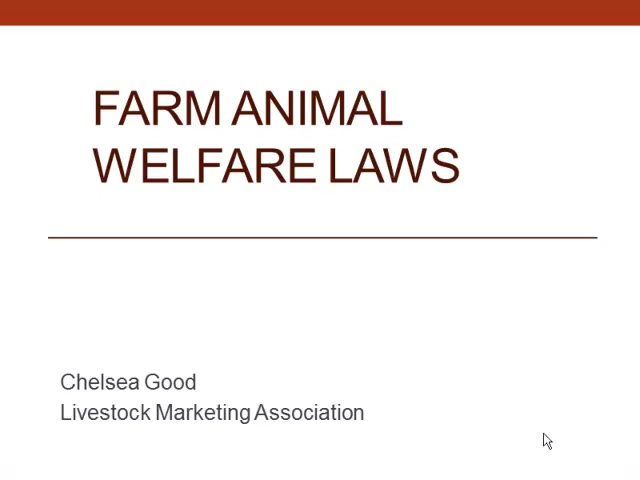 FARM ANIMAL
WELFARE LAWS
Chelsea Good
Livestock Marketing Association